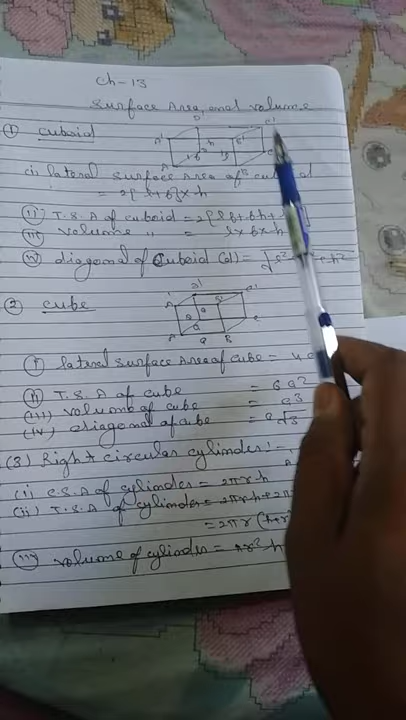 Ch-13
Surface Area, and volume
① cuboid
D' C'
A' B' h C
A l b B
(i) lateral surface Area of cuboid
= 2{l+b}×h
(ii) T.S.A of cuboid = 2{lb+bh+
(iii) volume " = l×b×h
(iv) diagonal of Cuboid (d) = √l²
② cube
D' C'
A B C
a a a
(i) lateral surface Area of cube = 4
(ii) T.S.A of cube = 6a²
(iii) volume of cube = a³
(iv) diagonal of cube = a√3
(3) Right circular cylinder:-
(i) C.S.A of cylinder = 2πrh
(ii) T.S.A of cylinder = 2πrh+2π
= 2πr(h+r)
(iii) volume of cylinder = πr²h